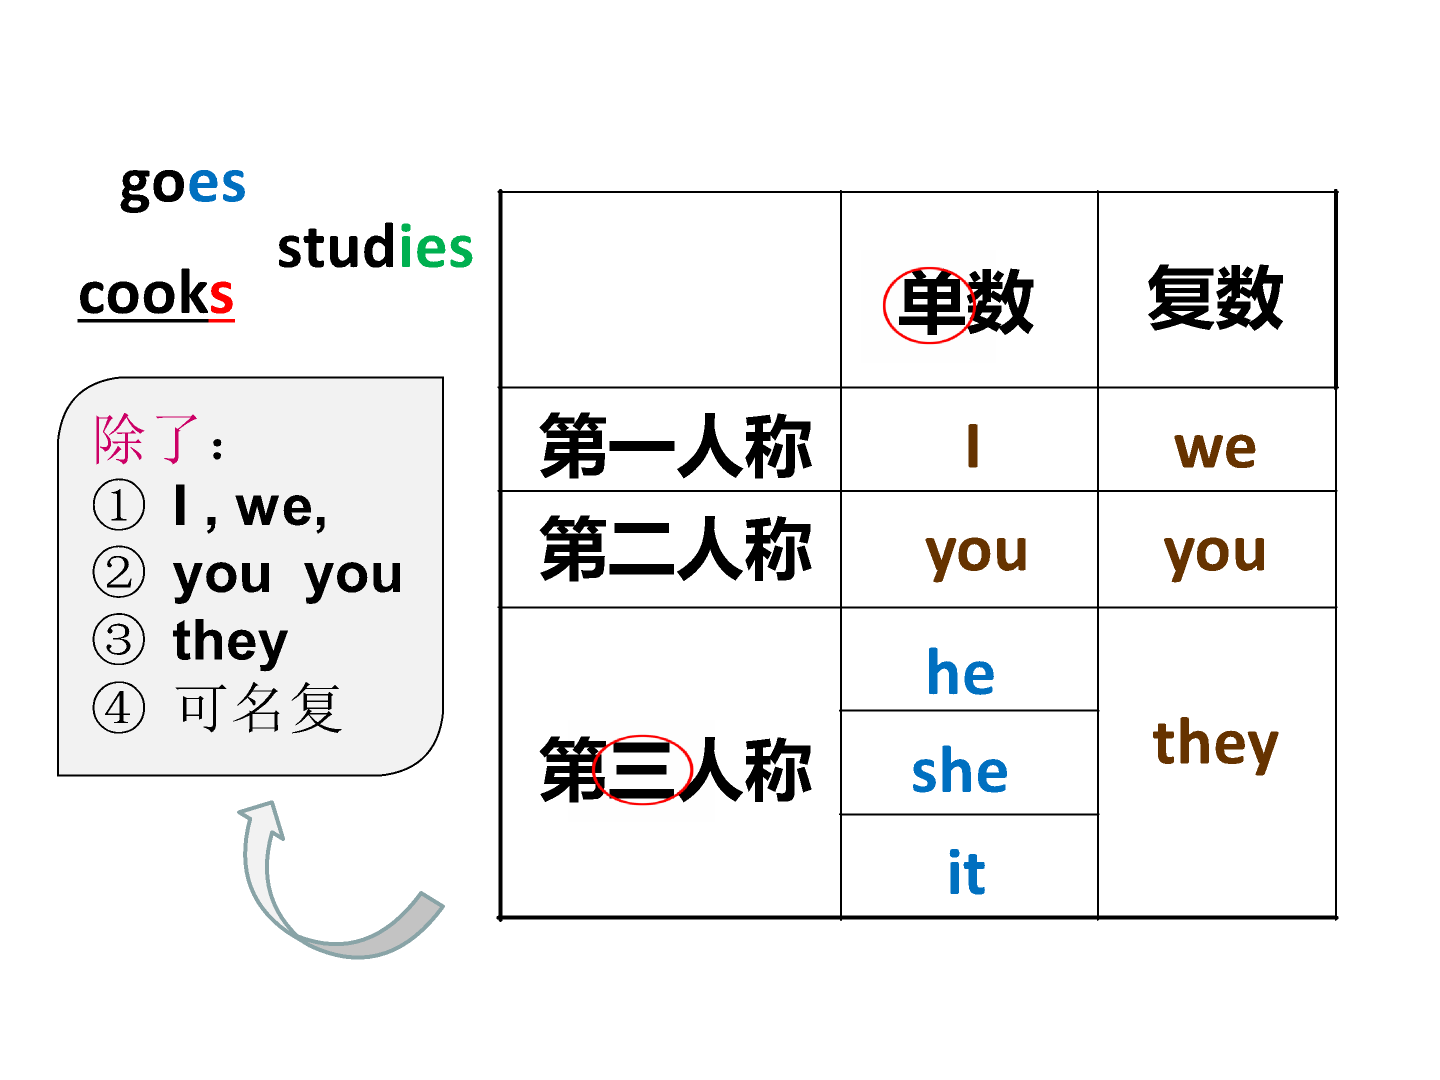 goes
studies
cooks
除了：
① I , we,
② you you
③ they
④ 可名复
单数 复数
第一人称 I we
第二人称 you you
第三人称 he she it they